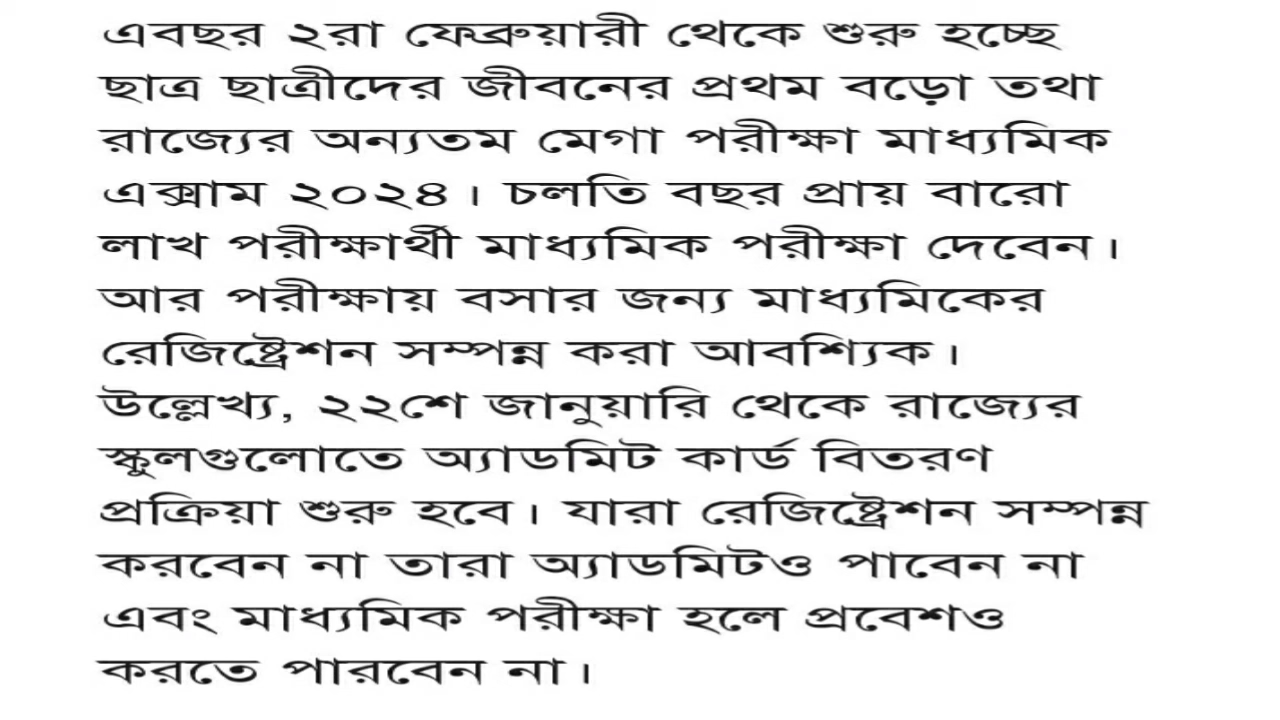 এবছর ২রা ফেব্রুয়ারী থেকে শুরু হচ্ছে
ছাত্র ছাত্রীদের জীবনের প্রথম বড়ো তথা
রাজ্যের অন্যতম মেগা পরীক্ষা মাধ্যমিক
এক্সাম ২০২৪। চলতি বছর প্রায় বারো
লাখ পরীক্ষার্থী মাধ্যমিক পরীক্ষা দেবেন।
আর পরীক্ষায় বসার জন্য মাধ্যমিকের
রেজিষ্ট্রেশন সম্পন্ন করা আবশ্যিক।
উল্লেখ্য, ২২শে জানুয়ারি থেকে রাজ্যের
স্কুলগুলোতে অ্যাডমিট কার্ড বিতরণ
প্রক্রিয়া শুরু হবে। যারা রেজিষ্ট্রেশন সম্পন্ন
করবেন না তারা অ্যাডমিটও পাবেন না
এবং মাধ্যমিক পরীক্ষা হলে প্রবেশও
করতে পারবেন না।